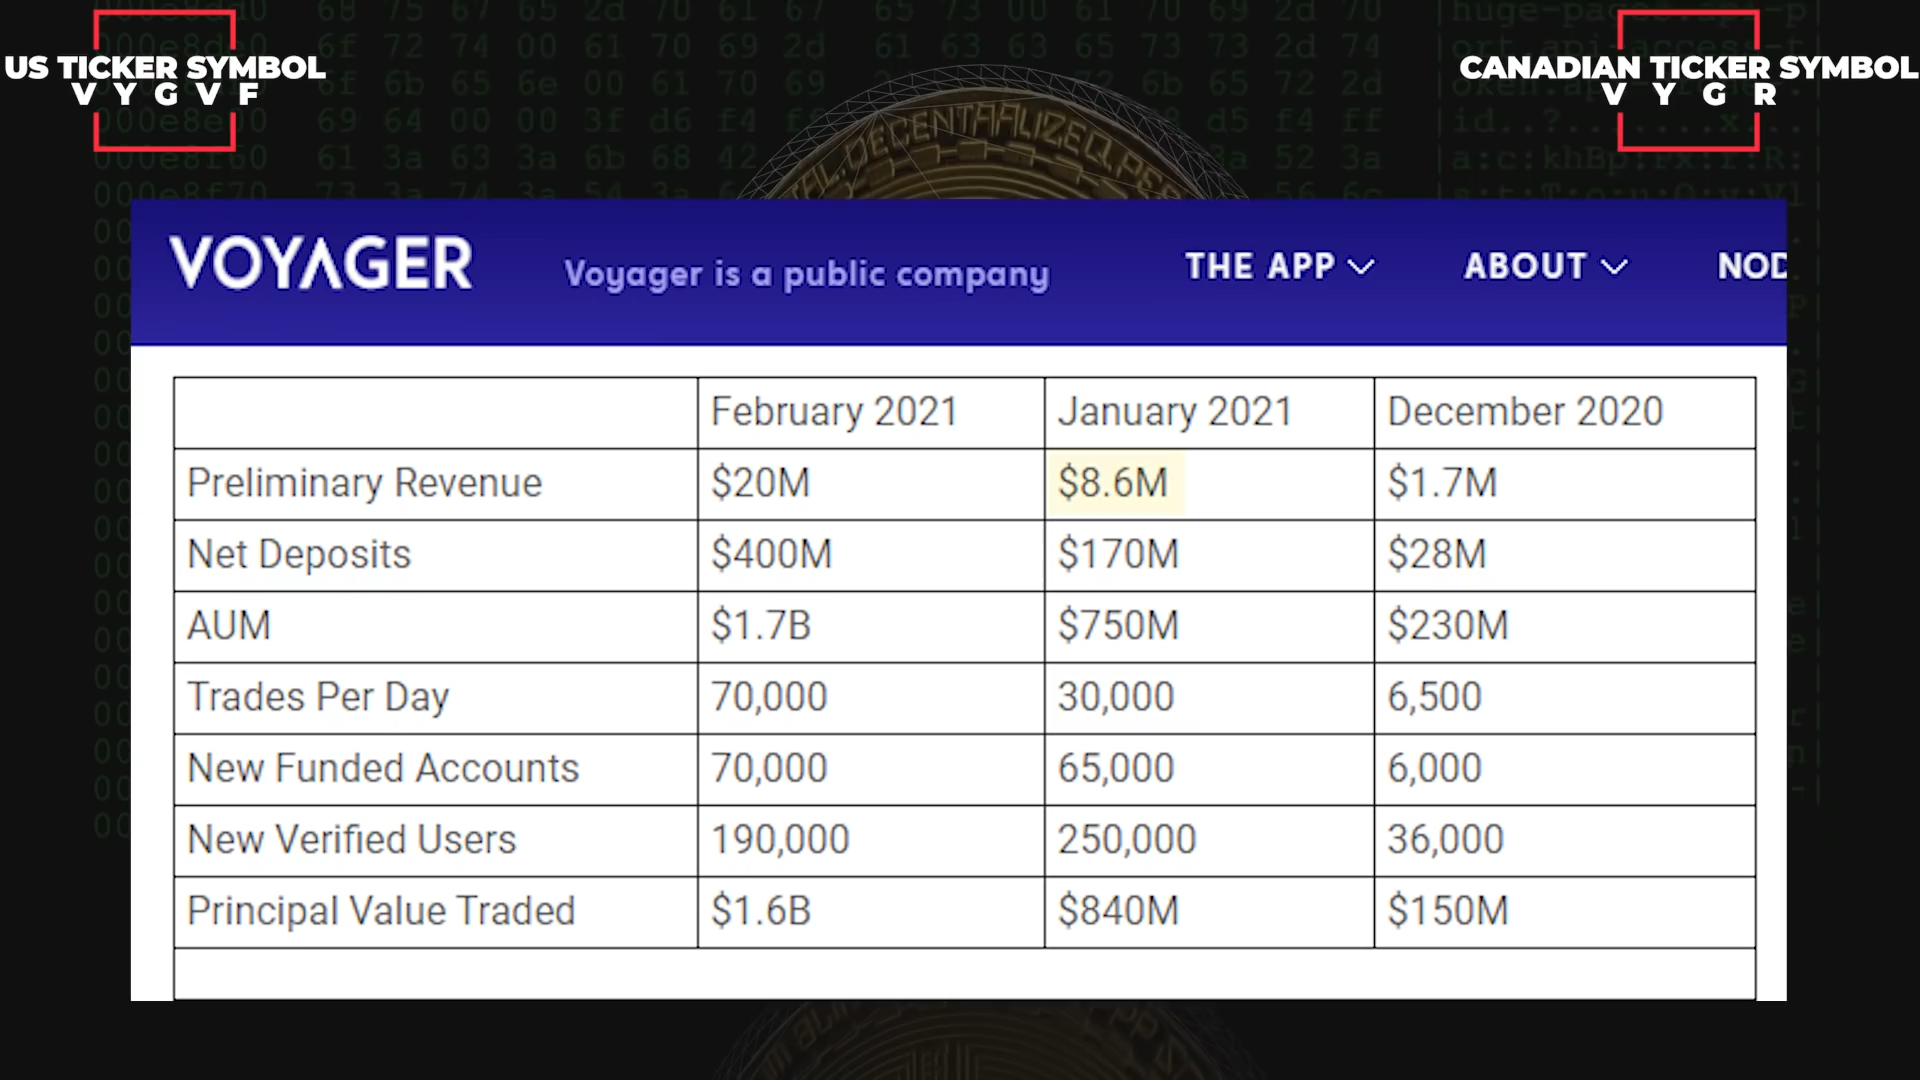 US TICKER SYMBOL
V Y G V F
CANADIAN TICKER SYMBOL
V Y G R
VOYAGER
Voyager is a public company
THE APP
ABOUT
NOD
February 2021 January 2021 December 2020
Preliminary Revenue $20M $8.6M $1.7M
Net Deposits $400M $170M $28M
AUM $1.7B $750M $230M
Trades Per Day 70,000 30,000 6,500
New Funded Accounts 70,000 65,000 6,000
New Verified Users 190,000 250,000 36,000
Principal Value Traded $1.6B $840M $150M